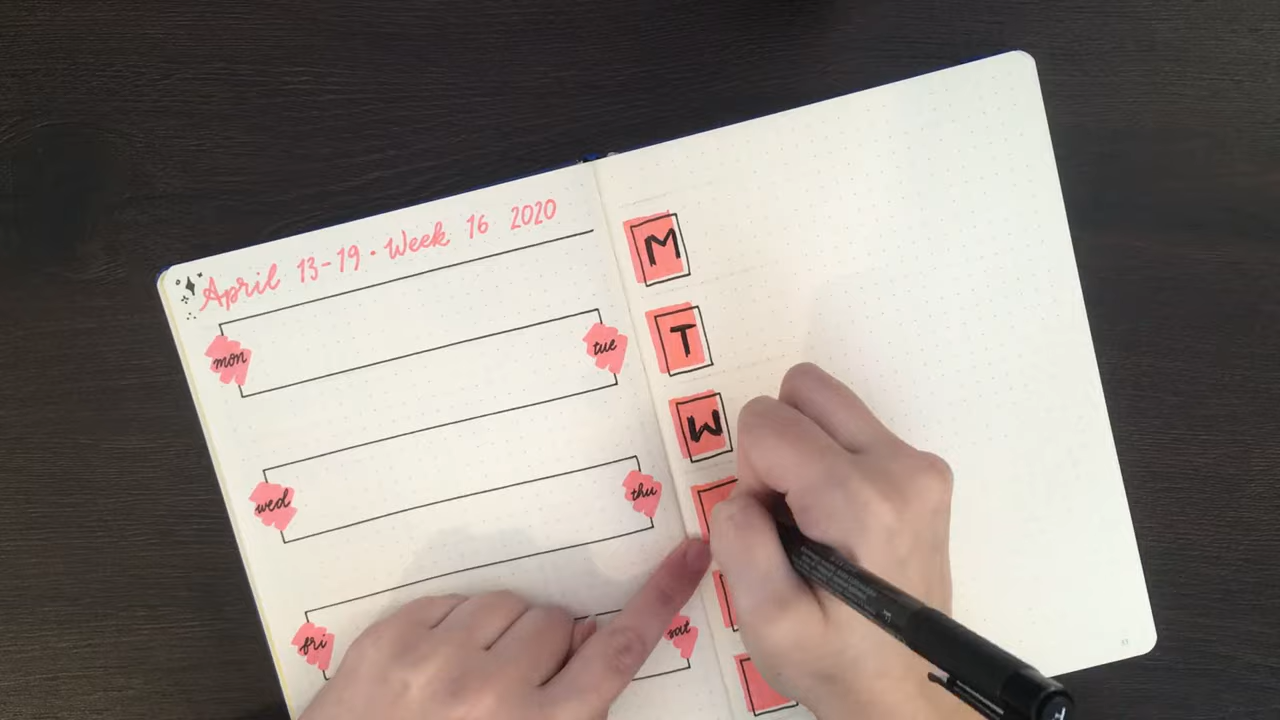 April 13-19 • Week 16 2020
mon
tue
wed
thu
fri
sat
M
T
W